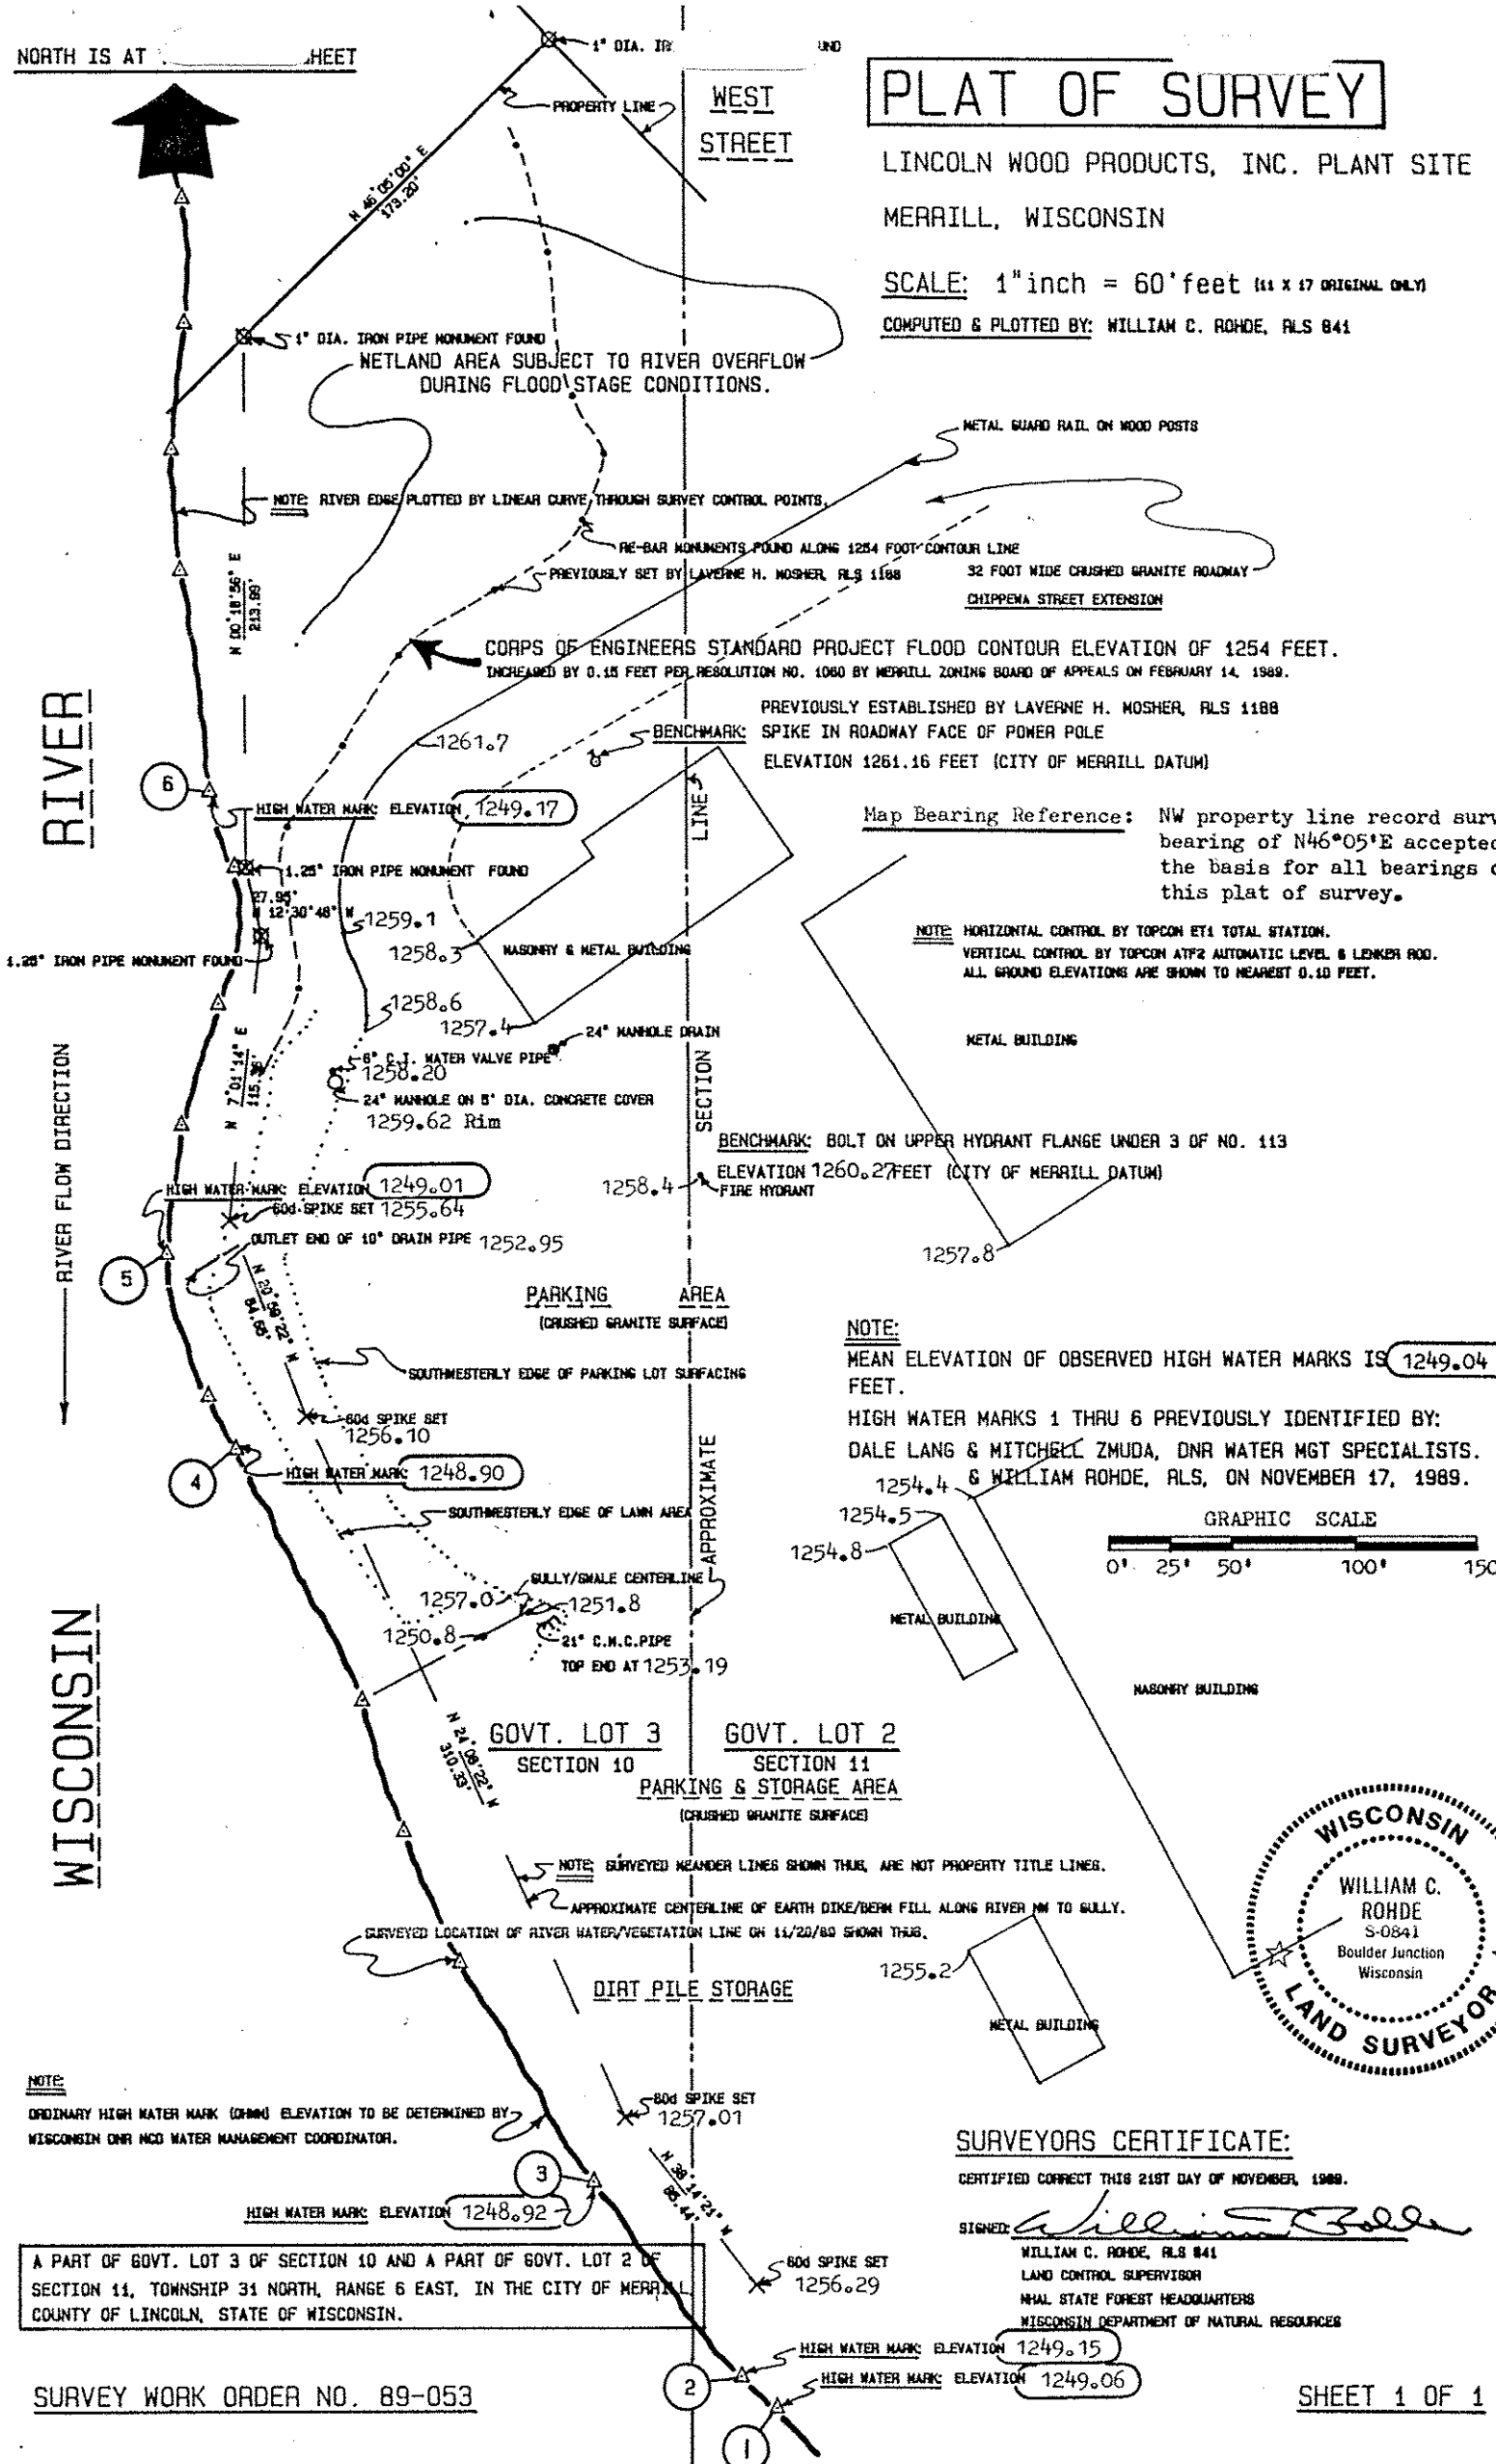 NORTH IS AT HEET
1" DIA.
PROPERTY LINE
WEST
STREET
PLAT OF SURVEY
LINCOLN WOOD PRODUCTS, INC. PLANT SITE
MERRILL, WISCONSIN
SCALE: 1"inch = 60'feet (11 X 17 ORIGINAL ONLY)
COMPUTED & PLOTTED BY: WILLIAM C. ROHDE, RLS 841
N 46°05'00" E
173.20'
1" DIA. IRON PIPE MONUMENT FOUND
WETLAND AREA SUBJECT TO RIVER OVERFLOW
DURING FLOOD STAGE CONDITIONS.
METAL GUARD RAIL ON WOOD POSTS
NOTE: RIVER EDGE PLOTTED BY LINEAR CURVE THROUGH SURVEY CONTROL POINTS.
RE-BAR MONUMENTS FOUND ALONG 1254 FOOT CONTOUR LINE
PREVIOUSLY SET BY LAVERNE H. MOSHER, RLS 1188
32 FOOT WIDE CRUSHED GRANITE ROADWAY
CHIPPEWA STREET EXTENSION
N 00°18'56" E
213.99'
CORPS OF ENGINEERS STANDARD PROJECT FLOOD CONTOUR ELEVATION OF 1254 FEET.
INCREASED BY 0.15 FEET PER RESOLUTION NO. 1060 BY MERRILL ZONING BOARD OF APPEALS ON FEBRUARY 14, 1989.
PREVIOUSLY ESTABLISHED BY LAVERNE H. MOSHER, RLS 1188
BENCHMARK: SPIKE IN ROADWAY FACE OF POWER POLE
ELEVATION 1261.16 FEET (CITY OF MERRILL DATUM)
1261.7
RIVER
6
HIGH WATER MARK: ELEVATION 1249.17
LINE
Map Bearing Reference: NW property line record surv
bearing of N46°05'E accepted
the basis for all bearings o
this plat of survey.
1.25" IRON PIPE MONUMENT FOUND
27.95'
N 12°30'48" W
1259.1
1258.3
MASONRY & METAL BUILDING
1.25" IRON PIPE MONUMENT FOUND
NOTE: HORIZONTAL CONTROL BY TOPCON ET1 TOTAL STATION.
VERTICAL CONTROL BY TOPCON ATF2 AUTOMATIC LEVEL & LENKER ROD.
ALL GROUND ELEVATIONS ARE SHOWN TO NEAREST 0.10 FEET.
1258.6
1257.4
24" MANHOLE DRAIN
METAL BUILDING
6" C.I. WATER VALVE PIPE
1258.20
24" MANHOLE ON 5' DIA. CONCRETE COVER
1259.62 Rim
N 7°01'14" E
SECTION
RIVER FLOW DIRECTION
BENCHMARK: BOLT ON UPPER HYDRANT FLANGE UNDER 3 OF NO. 113
ELEVATION 1260.27 FEET (CITY OF MERRILL DATUM)
1258.4
FIRE HYDRANT
HIGH WATER MARK: ELEVATION 1249.01
60d SPIKE SET 1255.64
OUTLET END OF 10" DRAIN PIPE 1252.95
5
1257.8
N 29°59'22" W
84.68'
PARKING AREA
(CRUSHED GRANITE SURFACE)
NOTE:
MEAN ELEVATION OF OBSERVED HIGH WATER MARKS IS 1249.04
FEET.
HIGH WATER MARKS 1 THRU 6 PREVIOUSLY IDENTIFIED BY:
DALE LANG & MITCHELL ZMUDA, DNR WATER MGT SPECIALISTS.
& WILLIAM ROHDE, RLS, ON NOVEMBER 17, 1989.
SOUTHWESTERLY EDGE OF PARKING LOT SURFACING
60d SPIKE SET
1256.10
4
HIGH WATER MARK: 1248.90
SOUTHWESTERLY EDGE OF LAWN AREA
APPROXIMATE
1254.4
1254.5
1254.8
GRAPHIC SCALE
0' 25' 50' 100' 150
GULLY/SWALE CENTERLINE
1257.0
1251.8
1250.8
21" C.M.C.PIPE
TOP END AT 1253.19
METAL BUILDING
MASONRY BUILDING
WISCONSIN
N 24°08'22" W
310.33'
GOVT. LOT 3
SECTION 10
GOVT. LOT 2
SECTION 11
PARKING & STORAGE AREA
(CRUSHED GRANITE SURFACE)
NOTE: SURVEYED MEANDER LINES SHOWN THUS, ARE NOT PROPERTY TITLE LINES.
APPROXIMATE CENTERLINE OF EARTH DIKE/BERM FILL ALONG RIVER NW TO GULLY.
SURVEYED LOCATION OF RIVER WATER/VEGETATION LINE ON 11/20/89 SHOWN THUS.
WISCONSIN
WILLIAM C.
ROHDE
S-0841
Boulder Junction
Wisconsin
LAND SURVEYOR
1255.2
DIRT PILE STORAGE
METAL BUILDING
NOTE:
ORDINARY HIGH WATER MARK (OHWM) ELEVATION TO BE DETERMINED BY
WISCONSIN DNR NCD WATER MANAGEMENT COORDINATOR.
60d SPIKE SET
1257.01
3
HIGH WATER MARK: ELEVATION 1248.92
N 38°14'21" W
85.44'
SURVEYORS CERTIFICATE:
CERTIFIED CORRECT THIS 21ST DAY OF NOVEMBER, 1989.
SIGNED:
WILLIAM C. ROHDE, RLS 841
LAND CONTROL SUPERVISOR
NHAL STATE FOREST HEADQUARTERS
WISCONSIN DEPARTMENT OF NATURAL RESOURCES
A PART OF GOVT. LOT 3 OF SECTION 10 AND A PART OF GOVT. LOT 2 OF
SECTION 11, TOWNSHIP 31 NORTH, RANGE 6 EAST, IN THE CITY OF MERRILL
COUNTY OF LINCOLN, STATE OF WISCONSIN.
60d SPIKE SET
1256.29
HIGH WATER MARK: ELEVATION 1249.15
2
HIGH WATER MARK: ELEVATION 1249.06
1
SURVEY WORK ORDER NO. 89-053
SHEET 1 OF 1